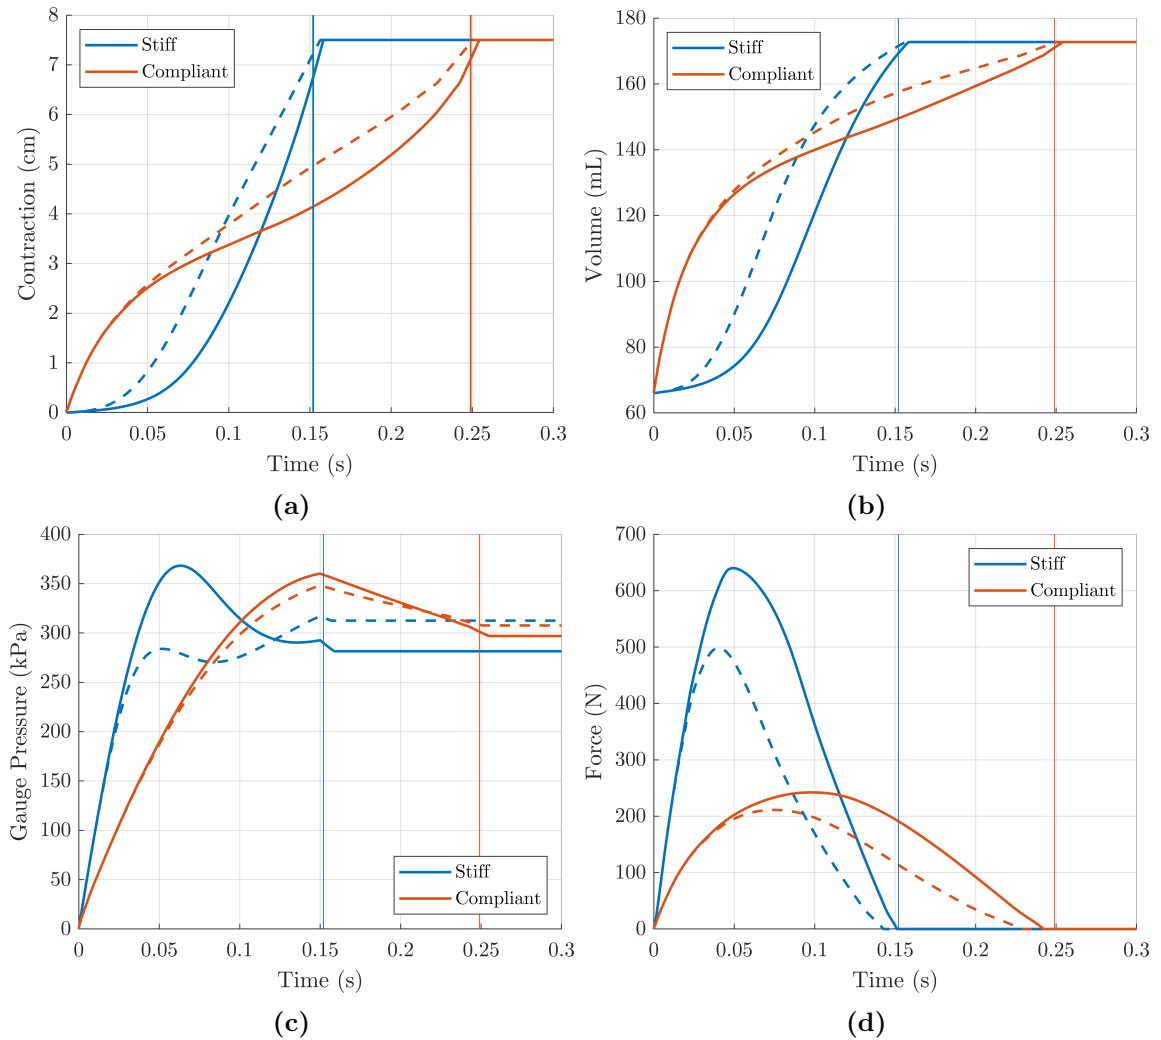 8
7
6
5
4
3
2
1
0
Contraction (cm)
Stiff
Compliant
0 0.05 0.1 0.15 0.2 0.25 0.3
Time (s)
(a)
180
160
140
120
100
80
60
Volume (mL)
Stiff
Compliant
0 0.05 0.1 0.15 0.2 0.25 0.3
Time (s)
(b)
400
350
300
250
200
150
100
50
0
Gauge Pressure (kPa)
Stiff
Compliant
0 0.05 0.1 0.15 0.2 0.25 0.3
Time (s)
(c)
700
600
500
400
300
200
100
0
Force (N)
Stiff
Compliant
0 0.05 0.1 0.15 0.2 0.25 0.3
Time (s)
(d)